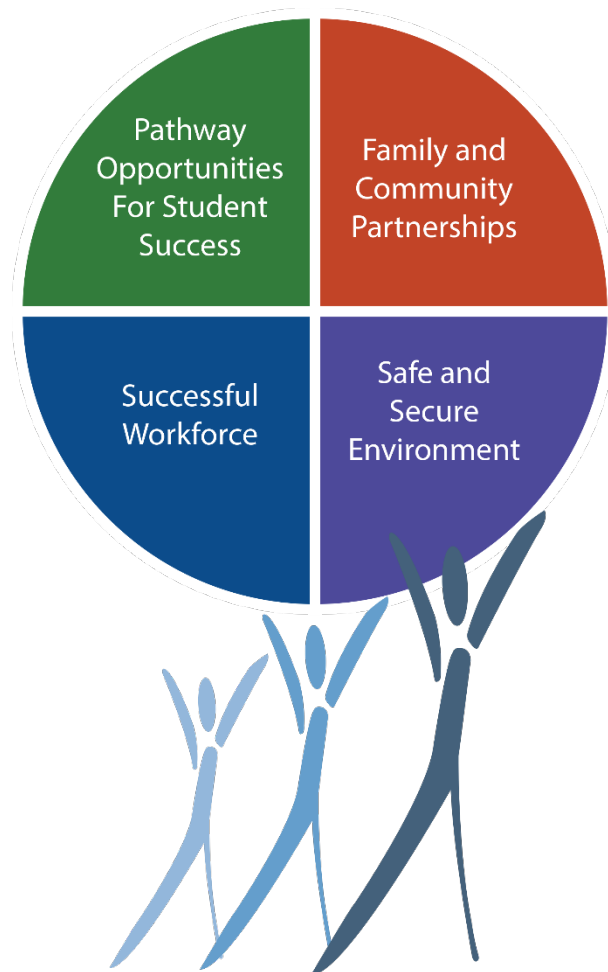 Pathway
Opportunities
For Student
Success
Family and
Community
Partnerships
Successful
Workforce
Safe and
Secure
Environment